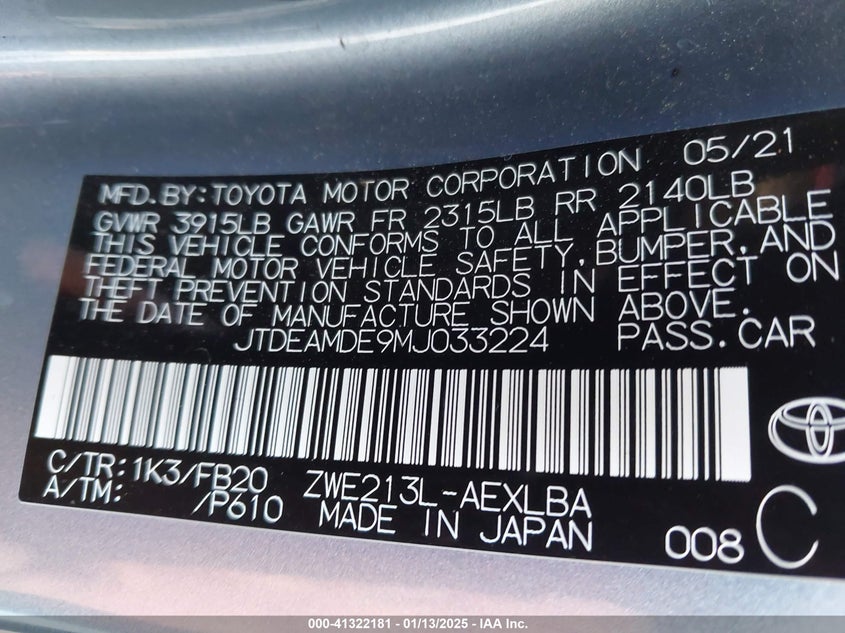 MFD.BY:TOYOTA MOTOR CORPORATION 05/21
GVWR 3915LB GAWR FR 2315LB RR 2140LB
THIS VEHICLE CONFORMS TO ALL APPLICABLE
FEDERAL MOTOR VEHICLE SAFETY, BUMPER, AND
THEFT PREVENTION STANDARDS IN EFFECT ON
THE DATE OF MANUFACTURE SHOWN ABOVE.
JTDEAMDE9MJ033224 PASS.CAR
C/TR:1K3/FB20 ZWE213L-AEXLBA
A/TM: /P610 MADE IN JAPAN 008 C
000-41322181 - 01/13/2025 - IAA Inc.